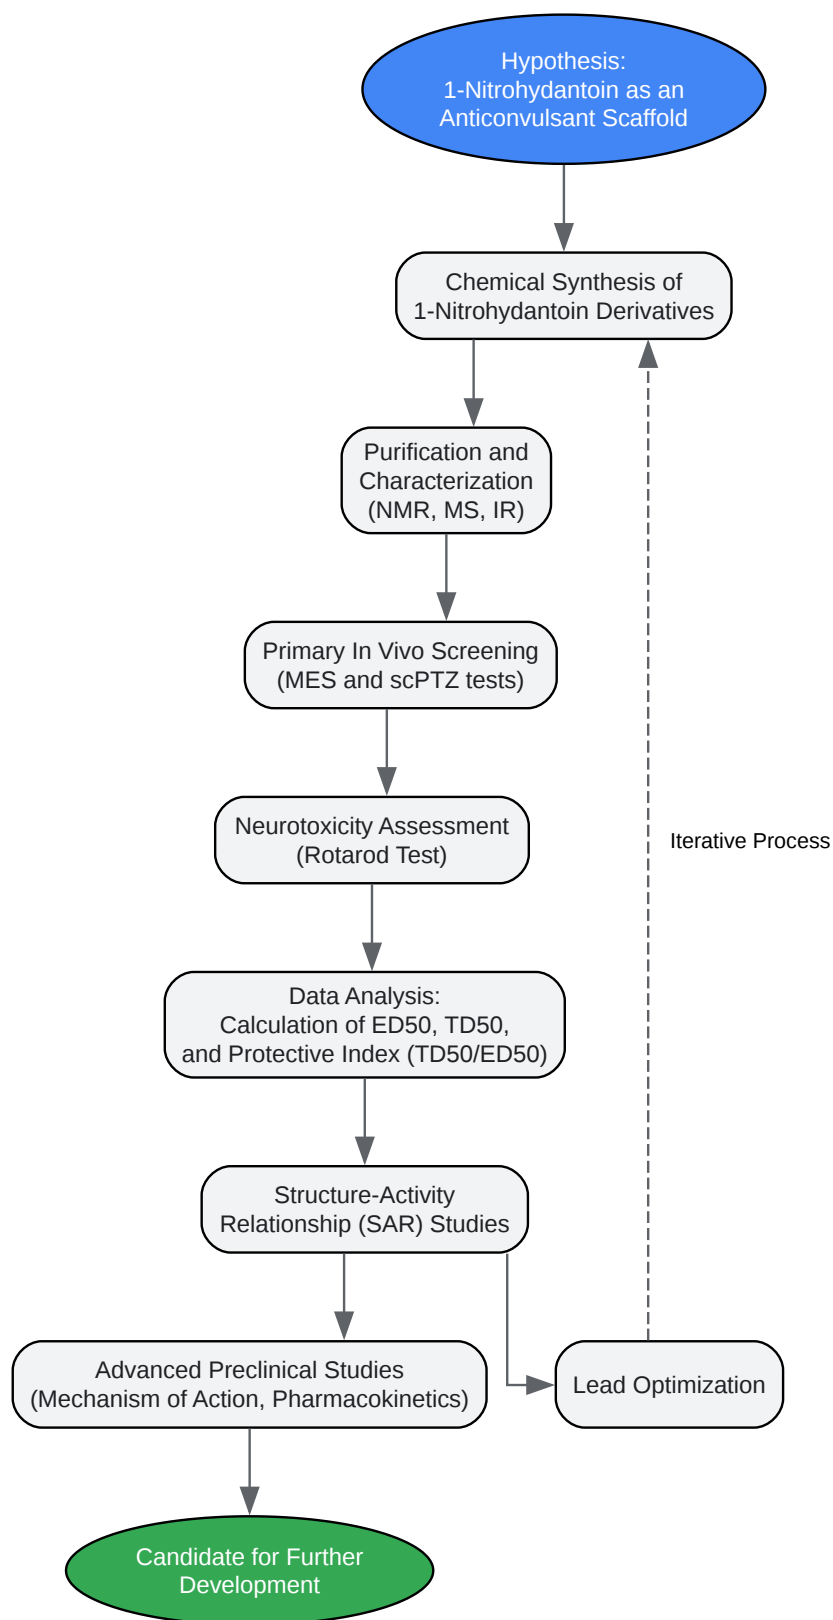 Hypothesis:
1-Nitrohydantoin as an
Anticonvulsant Scaffold
Chemical Synthesis of
1-Nitrohydantoin Derivatives
Purification and
Characterization
(NMR, MS, IR)
Primary In Vivo Screening
(MES and scPTZ tests)
Neurotoxicity Assessment
(Rotarod Test)
Iterative Process
Data Analysis:
Calculation of ED50, TD50,
and Protective Index (TD50/ED50)
Structure-Activity
Relationship (SAR) Studies
Advanced Preclinical Studies
(Mechanism of Action, Pharmacokinetics)
Lead Optimization
Candidate for Further
Development